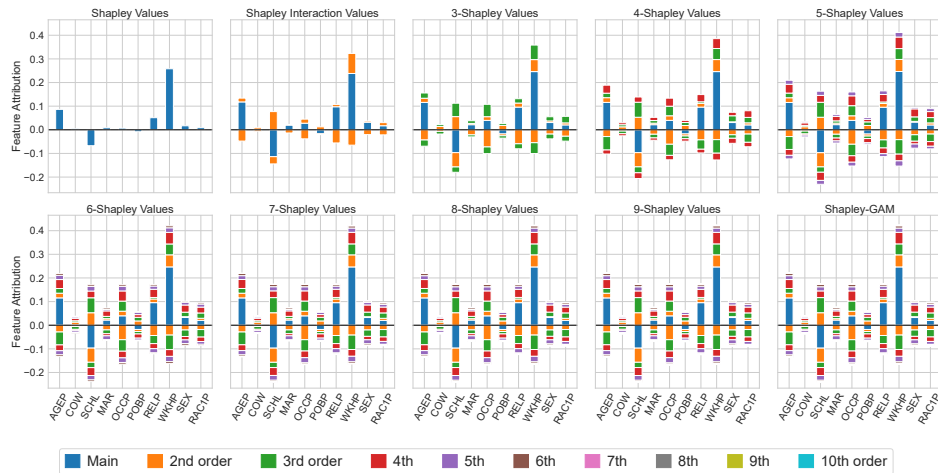 Shapley Values
Shapley Interaction Values
3-Shapley Values
4-Shapley Values
5-Shapley Values
Feature Attribution
0.4
0.3
0.2
0.1
0.0
−0.1
−0.2
6-Shapley Values
7-Shapley Values
8-Shapley Values
9-Shapley Values
Shapley-GAM
Feature Attribution
0.4
0.3
0.2
0.1
0.0
−0.1
−0.2
AGEP COW SCHL MAR OCCP POBP RELP WKHP SEX RAC1P
AGEP COW SCHL MAR OCCP POBP RELP WKHP SEX RAC1P
AGEP COW SCHL MAR OCCP POBP RELP WKHP SEX RAC1P
AGEP COW SCHL MAR OCCP POBP RELP WKHP SEX RAC1P
AGEP COW SCHL MAR OCCP POBP RELP WKHP SEX RAC1P
Main 2nd order 3rd order 4th 5th 6th 7th 8th 9th 10th order